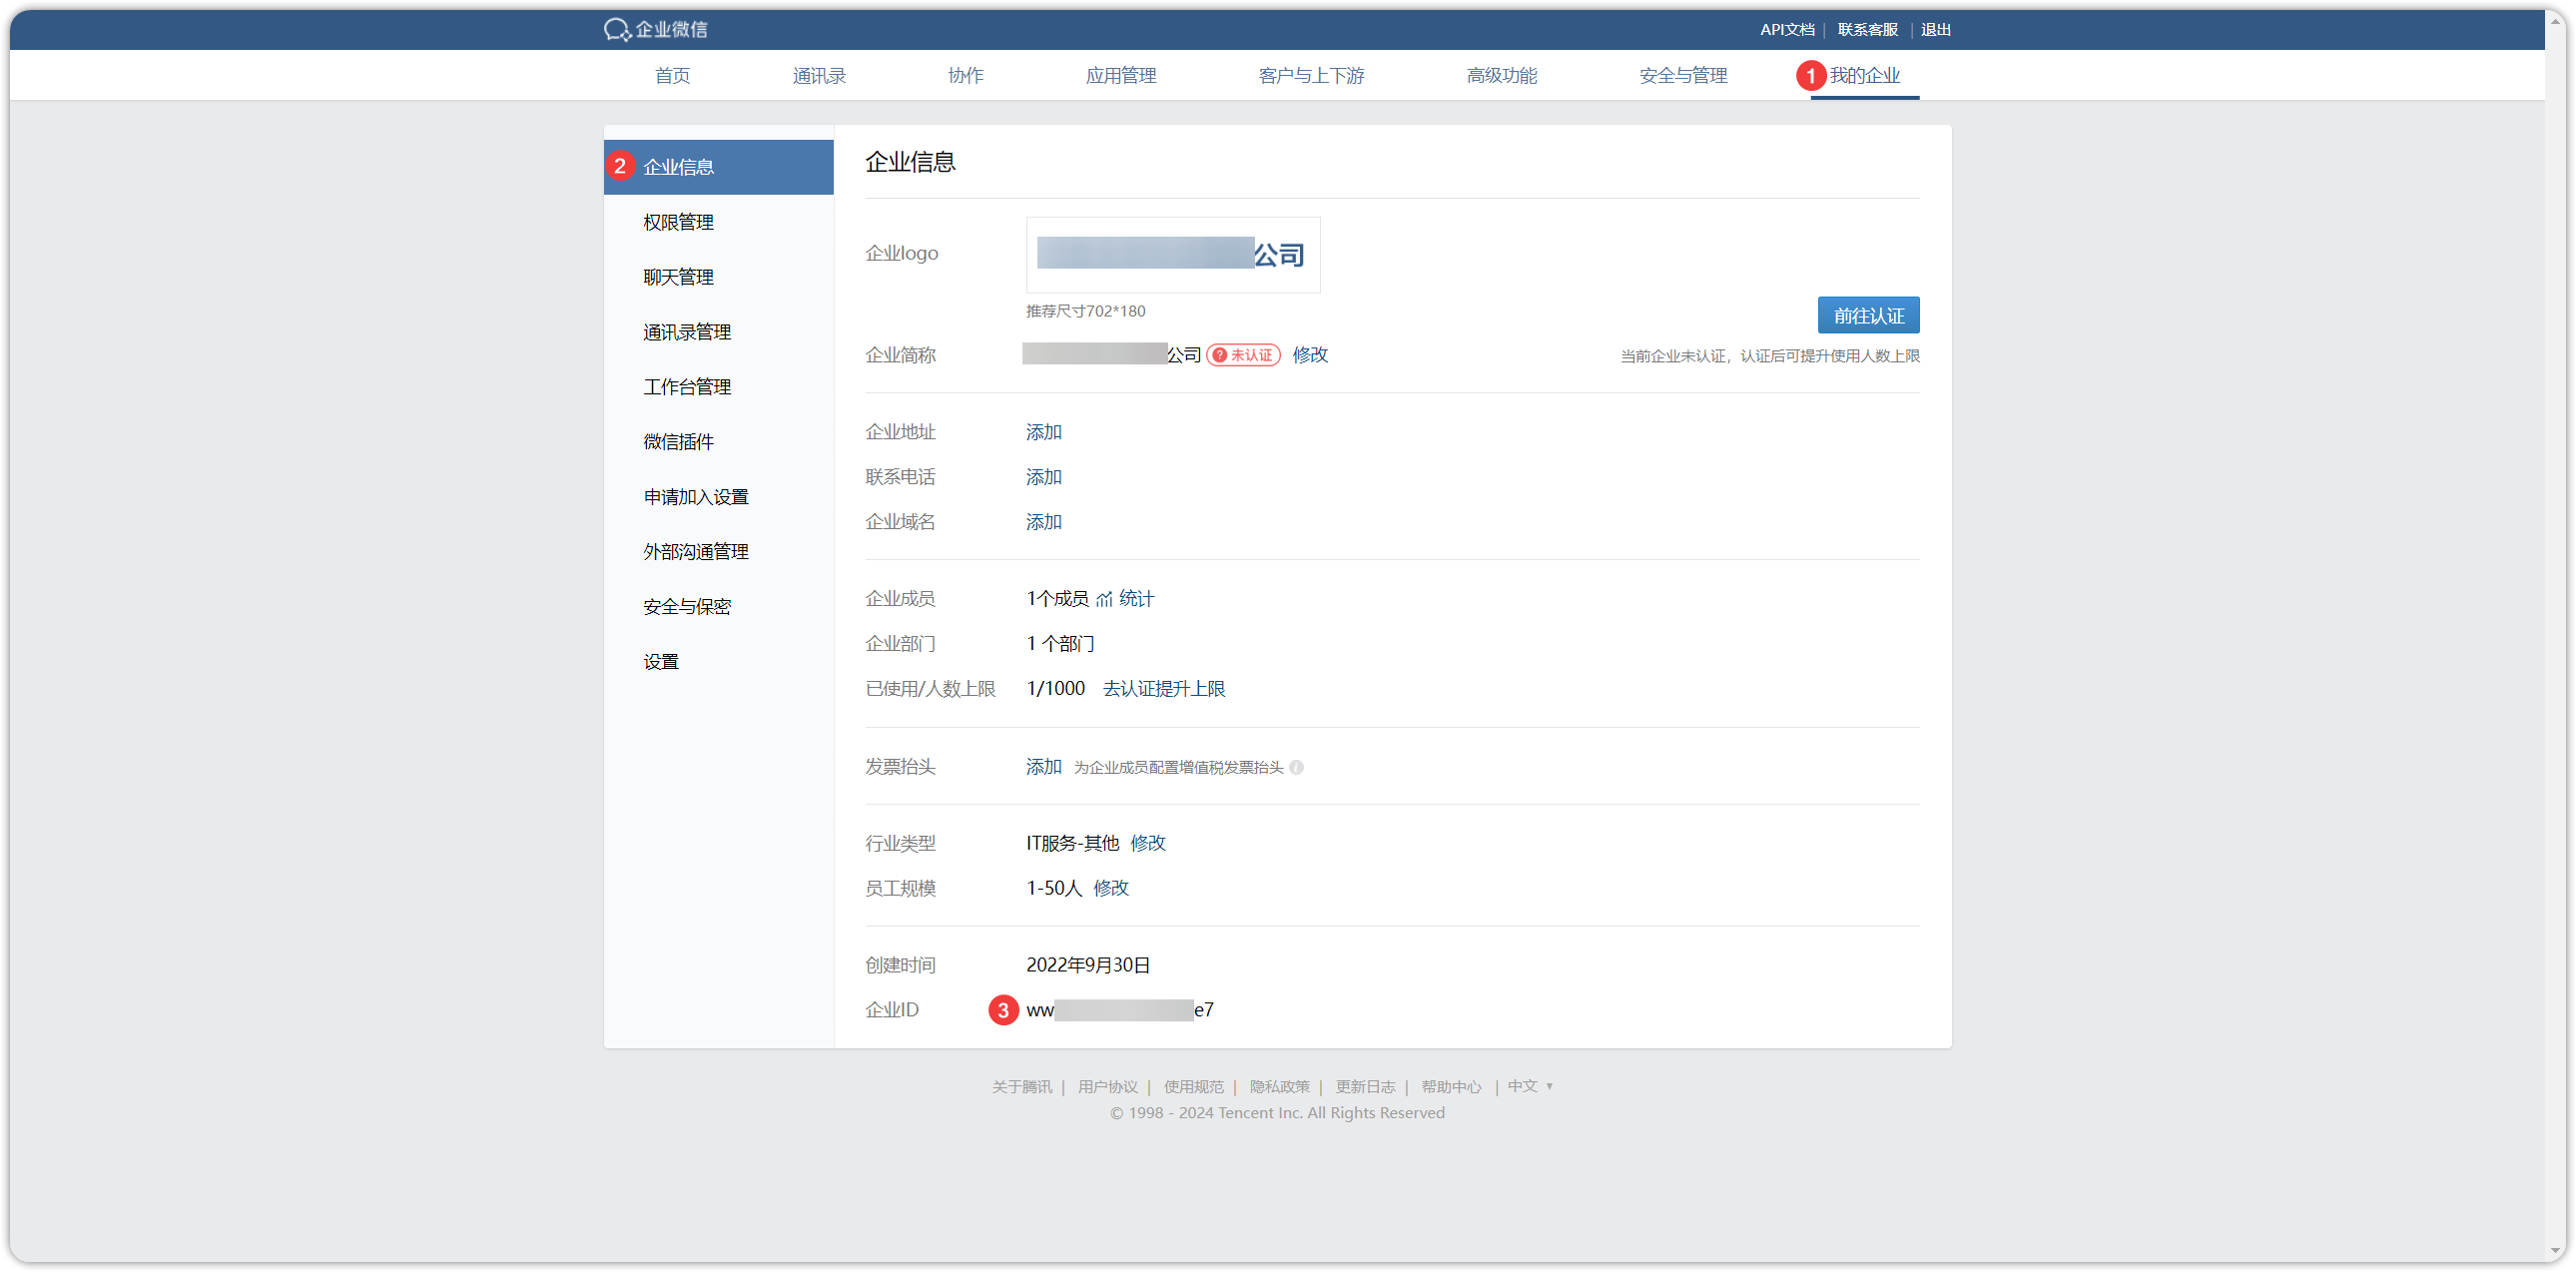 企业微信
API文档 | 联系客服 | 退出
首页 通讯录 协作 应用管理 客户与上下游 高级功能 安全与管理 1 我的企业
2 企业信息
权限管理
聊天管理
通讯录管理
工作台管理
微信插件
申请加入设置
外部沟通管理
安全与保密
设置
企业信息
企业logo 公司
推荐尺寸702*180
前往认证
企业简称 公司 ? 未认证 修改 当前企业未认证，认证后可提升使用人数上限
企业地址 添加
联系电话 添加
企业域名 添加
企业成员 1个成员 统计
企业部门 1 个部门
已使用/人数上限 1/1000 去认证提升上限
发票抬头 添加 为企业成员配置增值税发票抬头 i
行业类型 IT服务-其他 修改
员工规模 1-50人 修改
创建时间 2022年9月30日
企业ID 3 ww e7
关于腾讯 | 用户协议 | 使用规范 | 隐私政策 | 更新日志 | 帮助中心 | 中文
© 1998 - 2024 Tencent Inc. All Rights Reserved